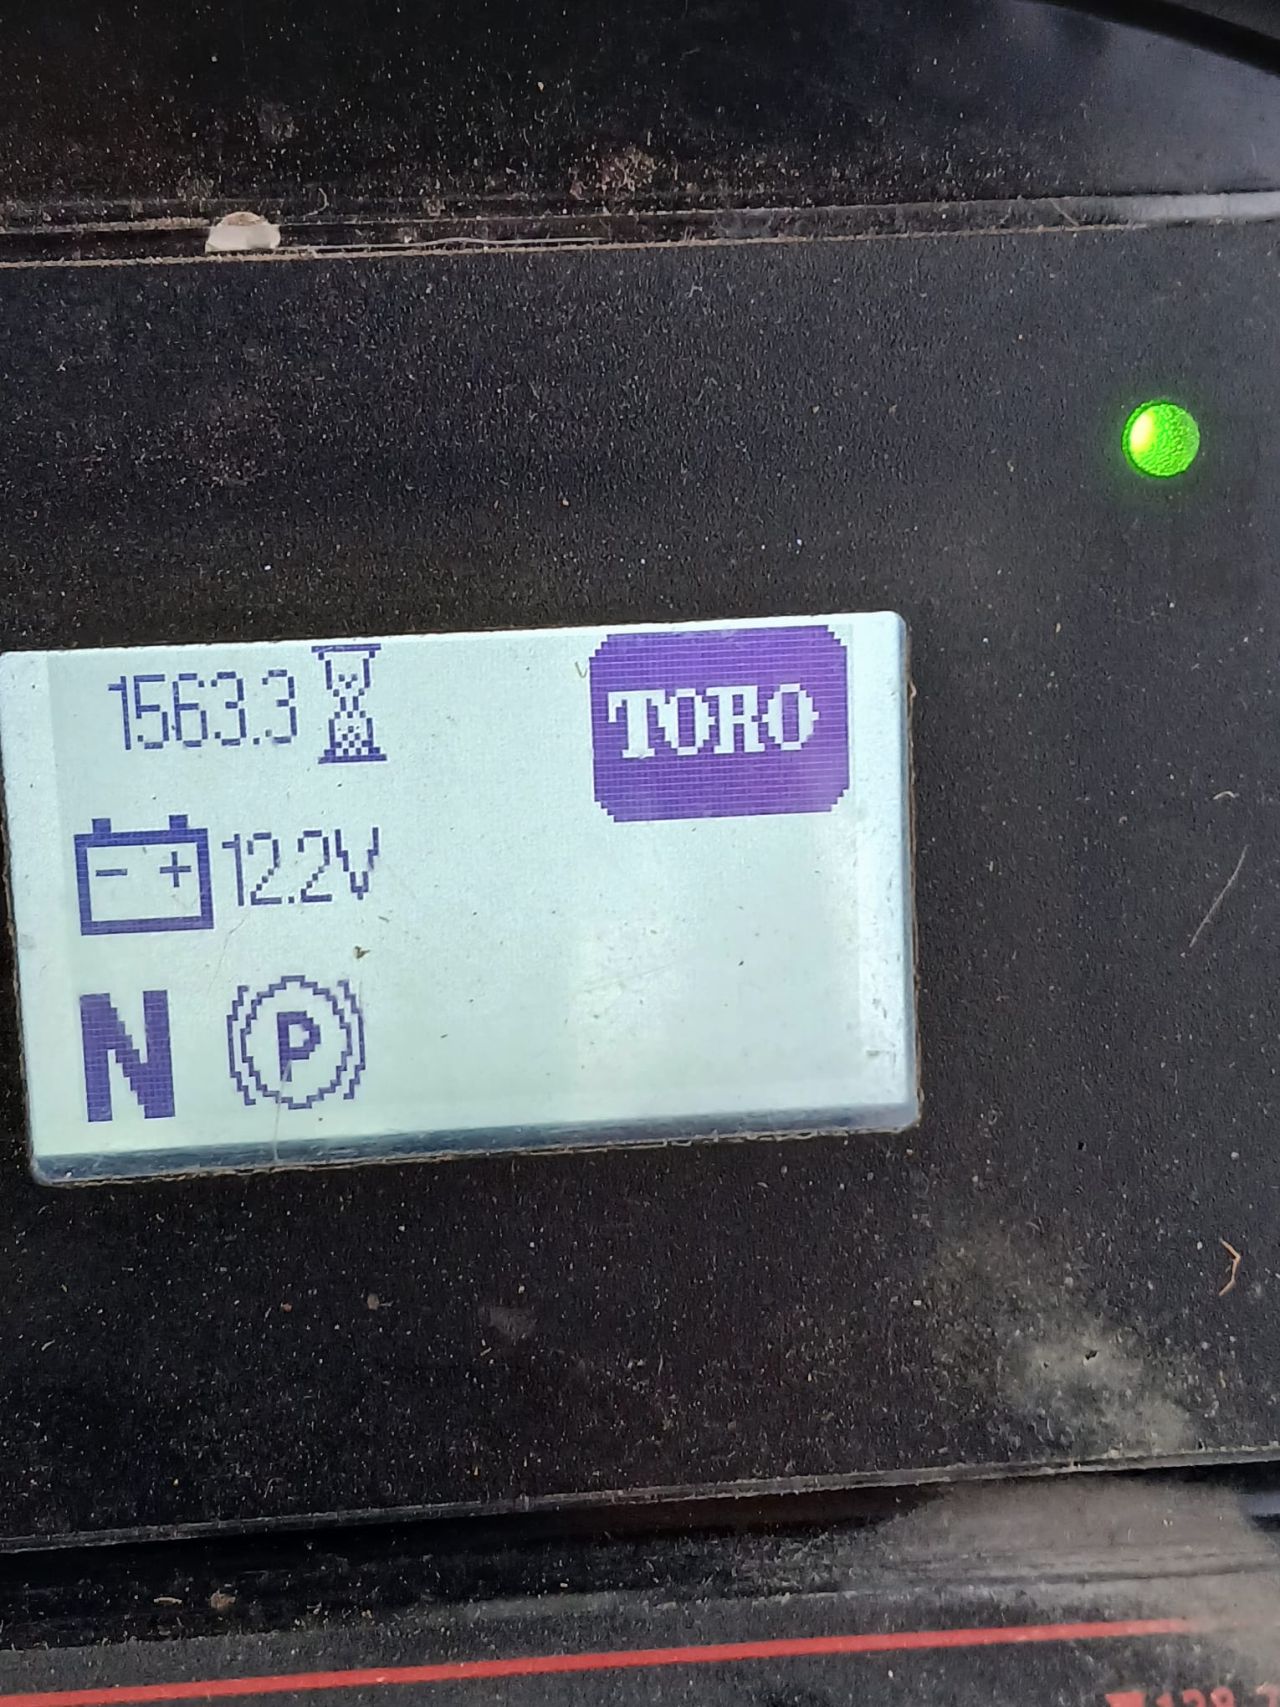 1563.3
TORO
- + 12.2V
N P